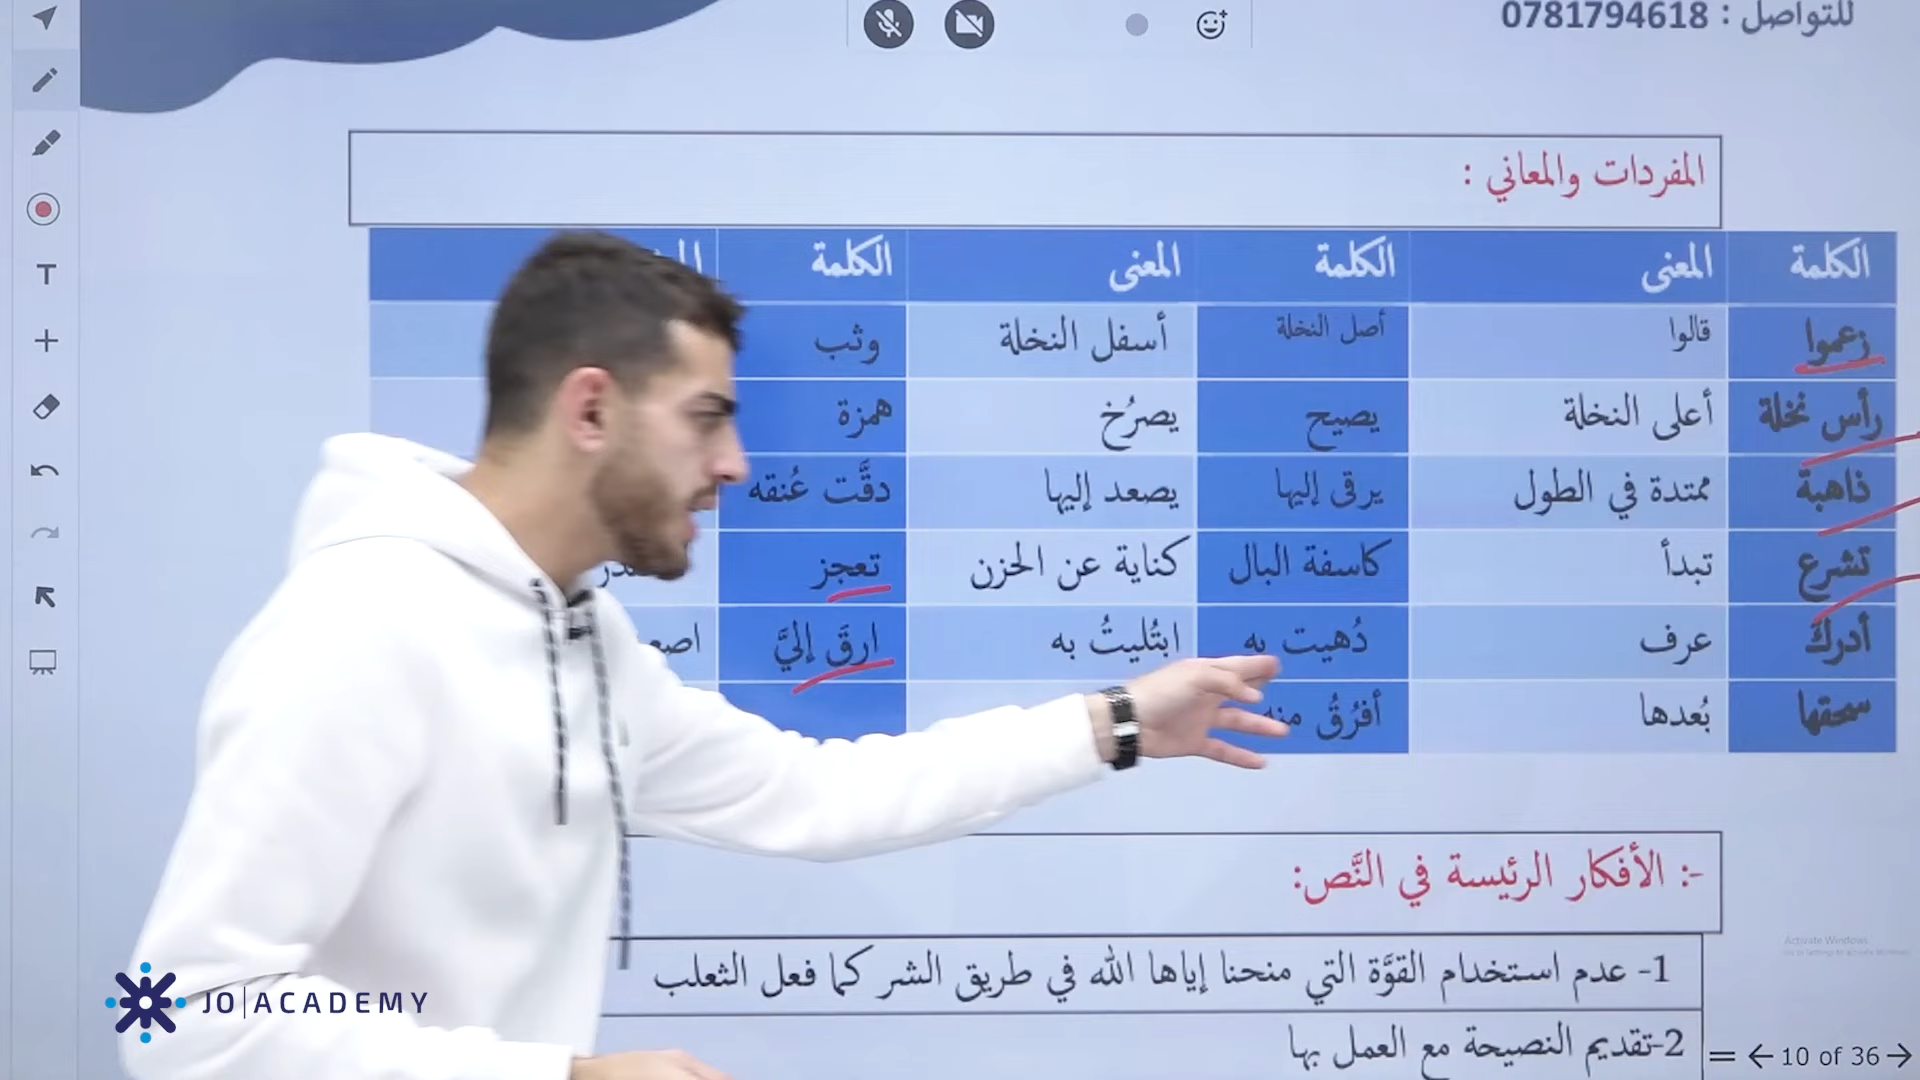 للتواصل : 0781794618
المفردات والمعاني :
الكلمة المعنى الكلمة المعنى الكلمة
زعموا قالوا أصل النخلة أسفل النخلة وثب
رأس نخلة أعلى النخلة يصيح يصرُخ همزة
ذاهبة ممتدة في الطول يرقى إليها يصعد إليها دقَّت عُنقه
تشرع تبدأ كاسفة البال كناية عن الحزن تعجز
أدرك عرف دُهيت به ابتُليتُ به ارقَ إليَّ
سحقها بُعدها أفرُقُ منه
-: الأفكار الرئيسة في النَّص:
1- عدم استخدام القوَّة التي منحنا إياها الله في طريق الشر كما فعل الثعلب
2-تقديم النصيحة مع العمل بها
Activate Windows
10 of 36
JO ACADEMY